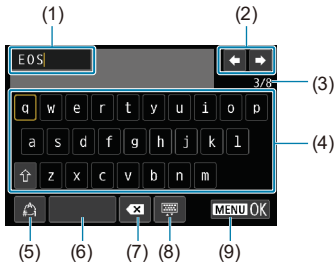 (1) (2)
EOS
3/8 (3)
q w e r t y u i o p
(4)
a s d f g h j k l
z x c v b n m
MENU OK
(5) (6) (7) (8) (9)